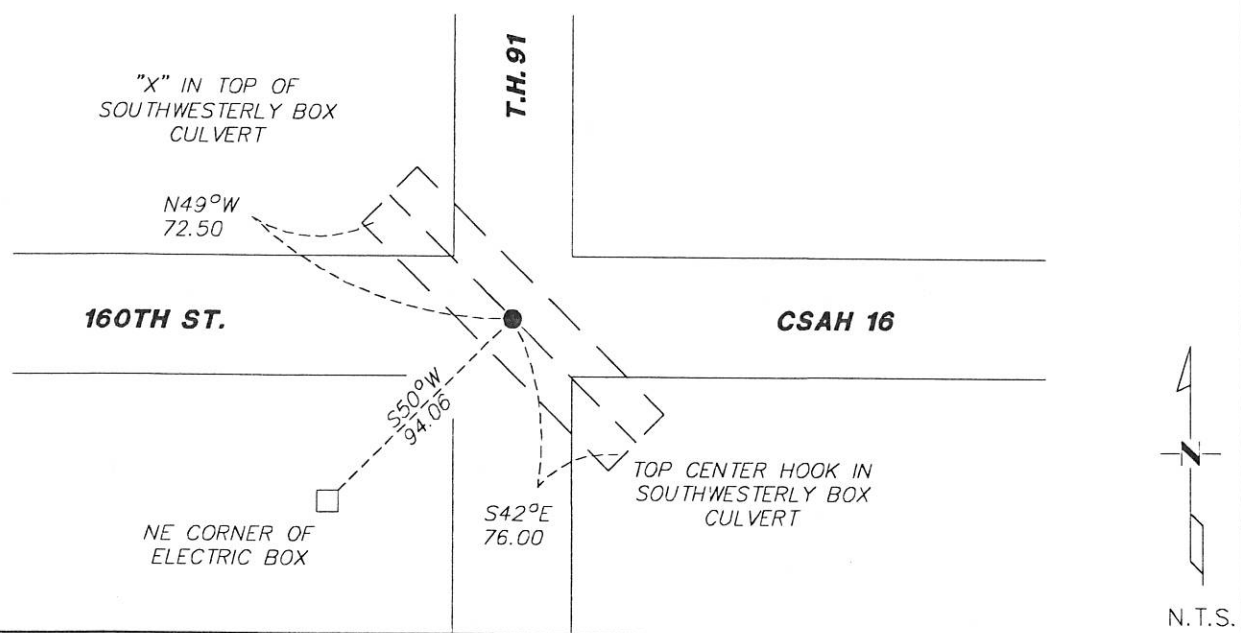 "X" IN TOP OF
SOUTHWESTERLY BOX
CULVERT
T.H. 91
N49°W
72.50
160TH ST.
CSAH 16
S50°W
94.06
NE CORNER OF
ELECTRIC BOX
S42°E
76.00
TOP CENTER HOOK IN
SOUTHWESTERLY BOX
CULVERT
N
N.T.S.